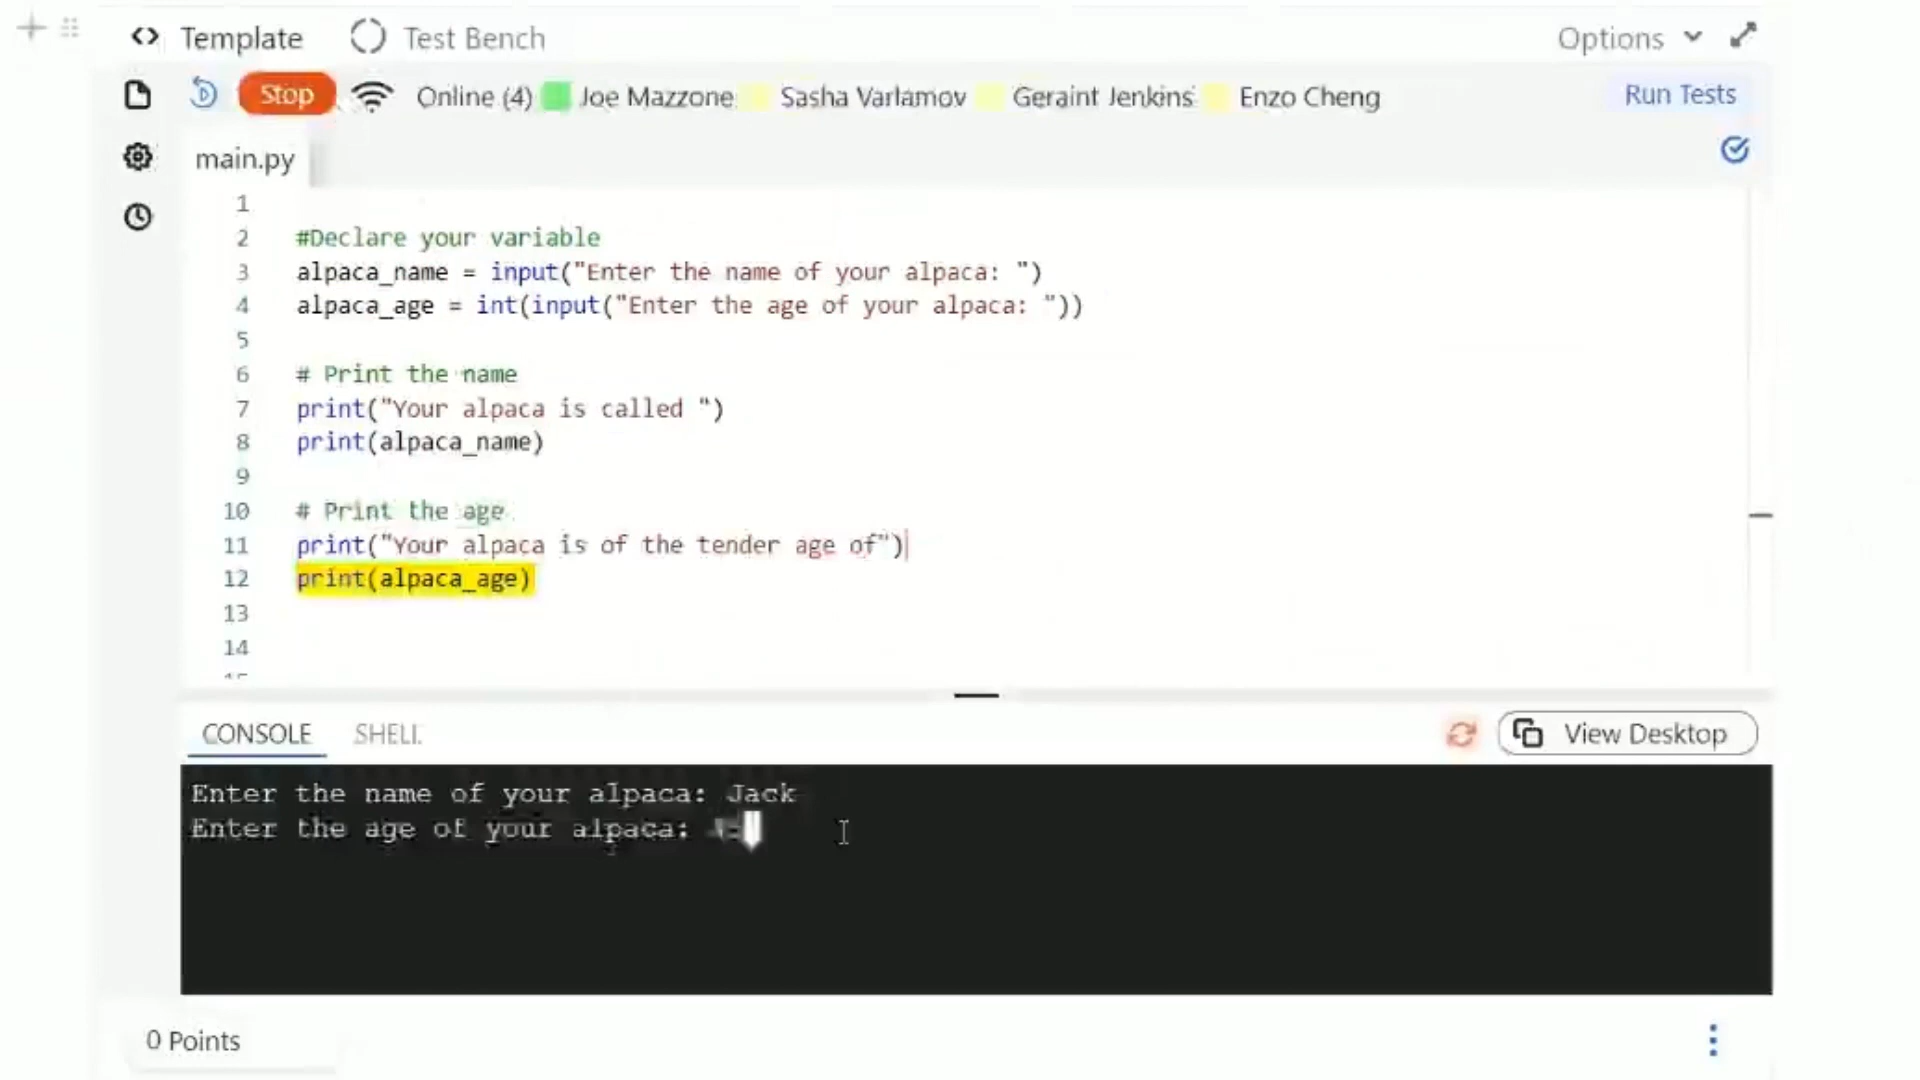 <> Template Test Bench Options
Stop Online (4) Joe Mazzone Sasha Varlamov Geraint Jenkins Enzo Cheng Run Tests
main.py
1
2 #Declare your variable
3 alpaca_name = input("Enter the name of your alpaca: ")
4 alpaca_age = int(input("Enter the age of your alpaca: "))
5
6 # Print the name
7 print("Your alpaca is called ")
8 print(alpaca_name)
9
10 # Print the age
11 print("Your alpaca is of the tender age of")
12 print(alpaca_age)
13
14
CONSOLE SHELL View Desktop
Enter the name of your alpaca: Jack
Enter the age of your alpaca:
0 Points